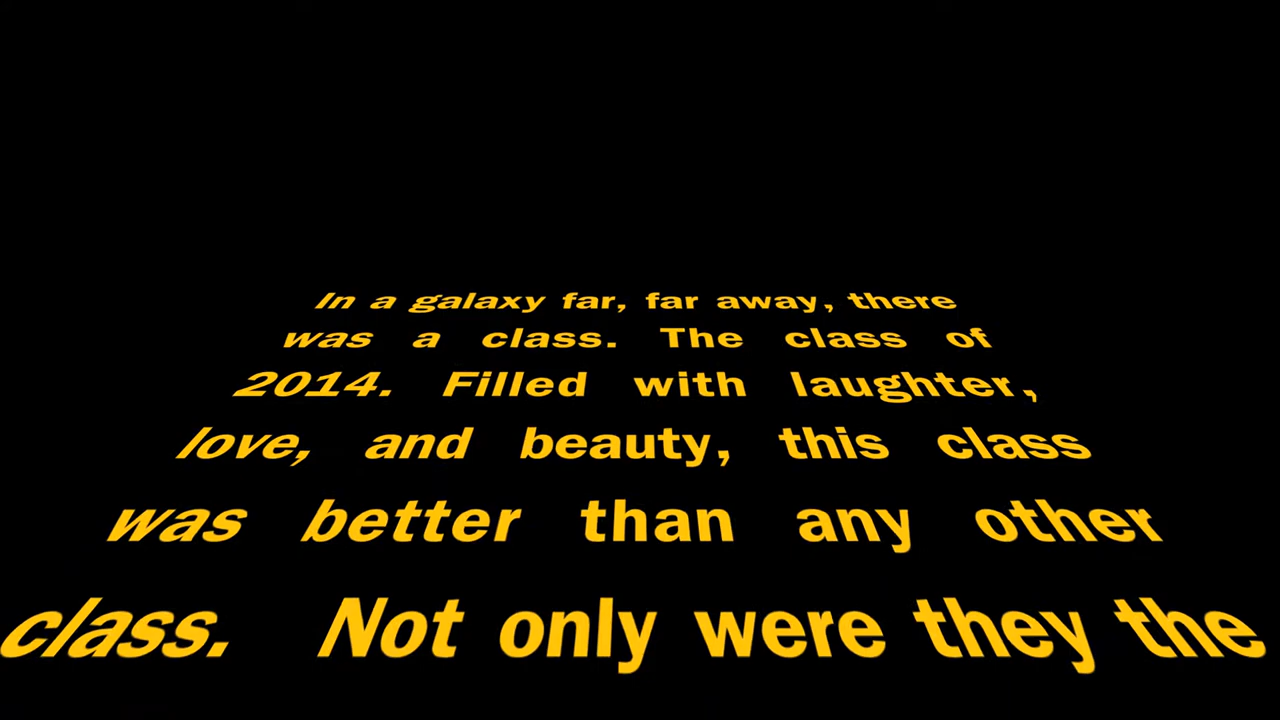 In a galaxy far, far away, there
was a class. The class of
2014. Filled with laughter,
love, and beauty, this class
was better than any other
class. Not only were they the